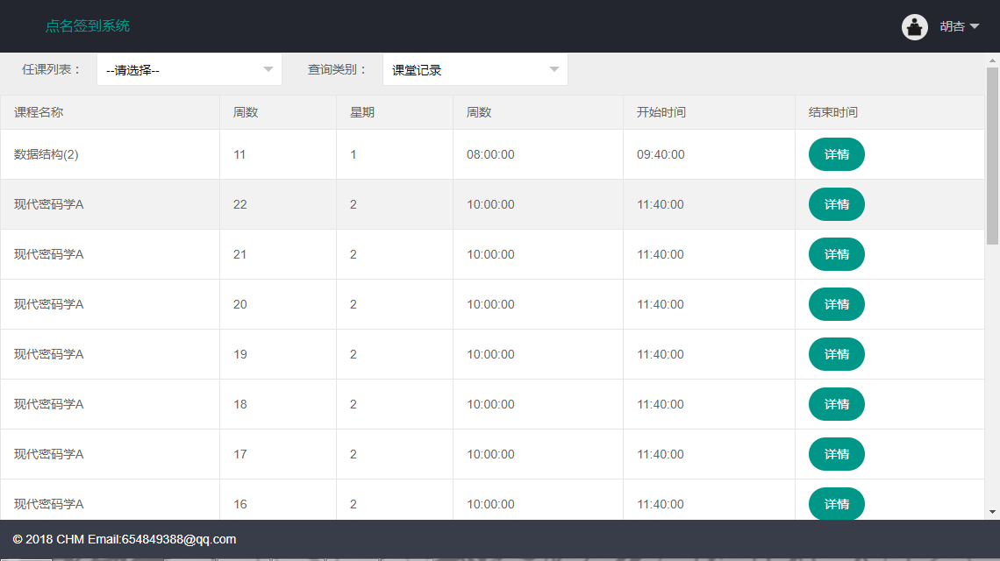 点名签到系统 胡杏
任课列表： --请选择-- 查询类别： 课堂记录
课程名称 周数 星期 周数 开始时间 结束时间
数据结构(2) 11 1 08:00:00 09:40:00 详情
现代密码学A 22 2 10:00:00 11:40:00 详情
现代密码学A 21 2 10:00:00 11:40:00 详情
现代密码学A 20 2 10:00:00 11:40:00 详情
现代密码学A 19 2 10:00:00 11:40:00 详情
现代密码学A 18 2 10:00:00 11:40:00 详情
现代密码学A 17 2 10:00:00 11:40:00 详情
现代密码学A 16 2 10:00:00 11:40:00 详情
© 2018 CHM Email:654849388@qq.com